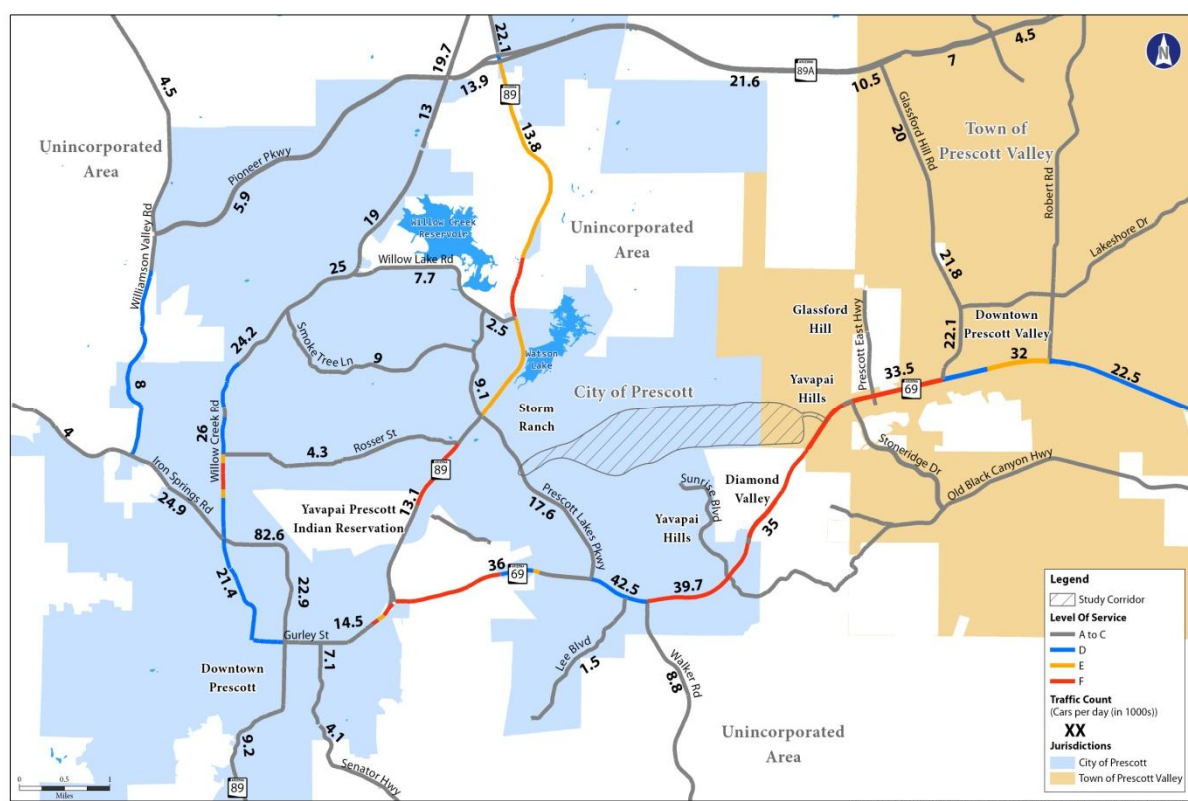 22.1
19.7
4.5
4.5
7
13.9
13
21.6
ARIZONA
89A
10.5
ARIZONA
89
13.8
Glassford Hill Rd
20
Town of
Prescott Valley
Robert Rd
Unincorporated
Area
Pioneer Pkwy
5.9
19
Willow Creek
Reservoir
Unincorporated
Area
Lakeshore Dr
Williamson Valley Rd
25
Willow Lake Rd
7.7
21.8
Glassford
Hill
Prescott East Hwy
Downtown
Prescott Valley
2.5
Smoke Tree Ln
9
24.2
Watson
Lake
22.1
32
33.5
ARIZONA
69
22.5
8
9.1
City of Prescott
Yavapai
Hills
Storm
Ranch
4
26
Willow Creek Rd
4.3
Rosser St
Stoneridge Dr
Iron Springs Rd
24.9
ARIZONA
89
13.1
Yavapai Prescott
Indian Reservation
Prescott Lakes Pkwy
17.6
Sunrise Blvd
Diamond
Valley
Old Black Canyon Hwy
Yavapai
Hills
35
82.6
21.4
22.9
36
ARIZONA
69
42.5
39.7
14.5
Gurley St
7.1
Downtown
Prescott
Lee Blvd
1.5
Walker Rd
8.8
4.1
Senator Hwy
9.2
ARIZONA
89
Unincorporated
Area
0
0.5
1
Miles
Legend
Study Corridor
Level Of Service
A to C
D
E
F
Traffic Count
(Cars per day (in 1000s))
XX
Jurisdictions
City of Prescott
Town of Prescott Valley